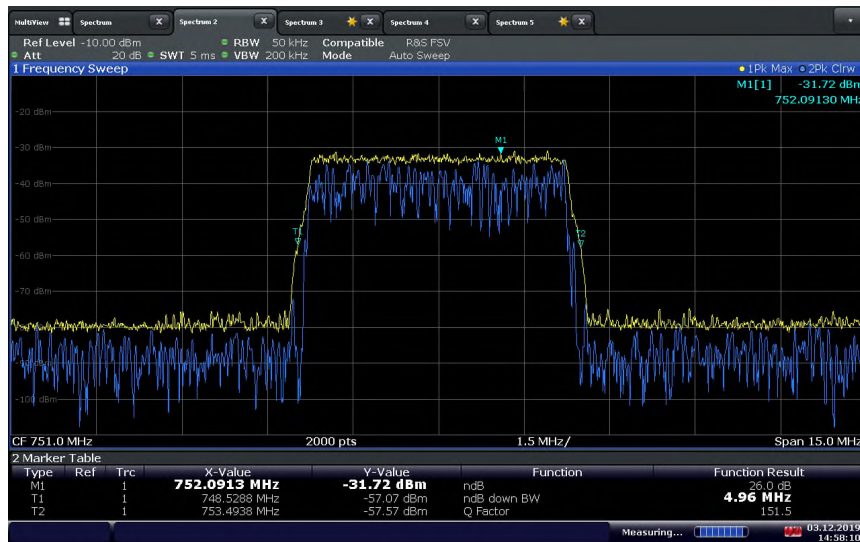 MultiView Spectrum X Spectrum 2 X Spectrum 3 X Spectrum 4 X Spectrum 5 X
Ref Level -10.00 dBm RBW 50 kHz Compatible R&S FSV
Att 20 dB SWT 5 ms VBW 200 kHz Mode Auto Sweep
1 Frequency Sweep 1Pk Max 2Pk Clrw
M1[1] -31.72 dBm
752.09130 MHz
-20 dBm
-30 dBm
M1
-40 dBm
-50 dBm
T1 T2
-60 dBm
-70 dBm
-100 dBm
CF 751.0 MHz 2000 pts 1.5 MHz/ Span 15.0 MHz
2 Marker Table
Type Ref Trc X-Value Y-Value Function Function Result
M1 1 752.0913 MHz -31.72 dBm ndB 26.0 dB
T1 1 748.5288 MHz -57.07 dBm ndB down BW 4.96 MHz
T2 1 753.4938 MHz -57.57 dBm Q Factor 151.5
Measuring... 03.12.2019
14:58:10